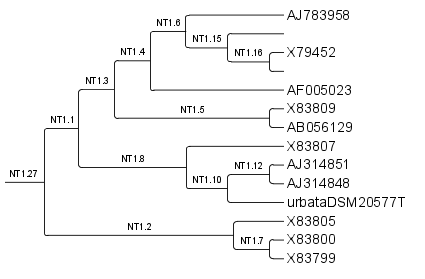 NT1.6 AJ783958
NT1.15
NT1.4 NT1.16 X79452
NT1.3 AF005023
NT1.5 X83809
NT1.1 AB056129
X83807
NT1.8 NT1.12 AJ314851
NT1.27 NT1.10 AJ314848
urbataDSM20577T
NT1.2 X83805
NT1.7 X83800
X83799